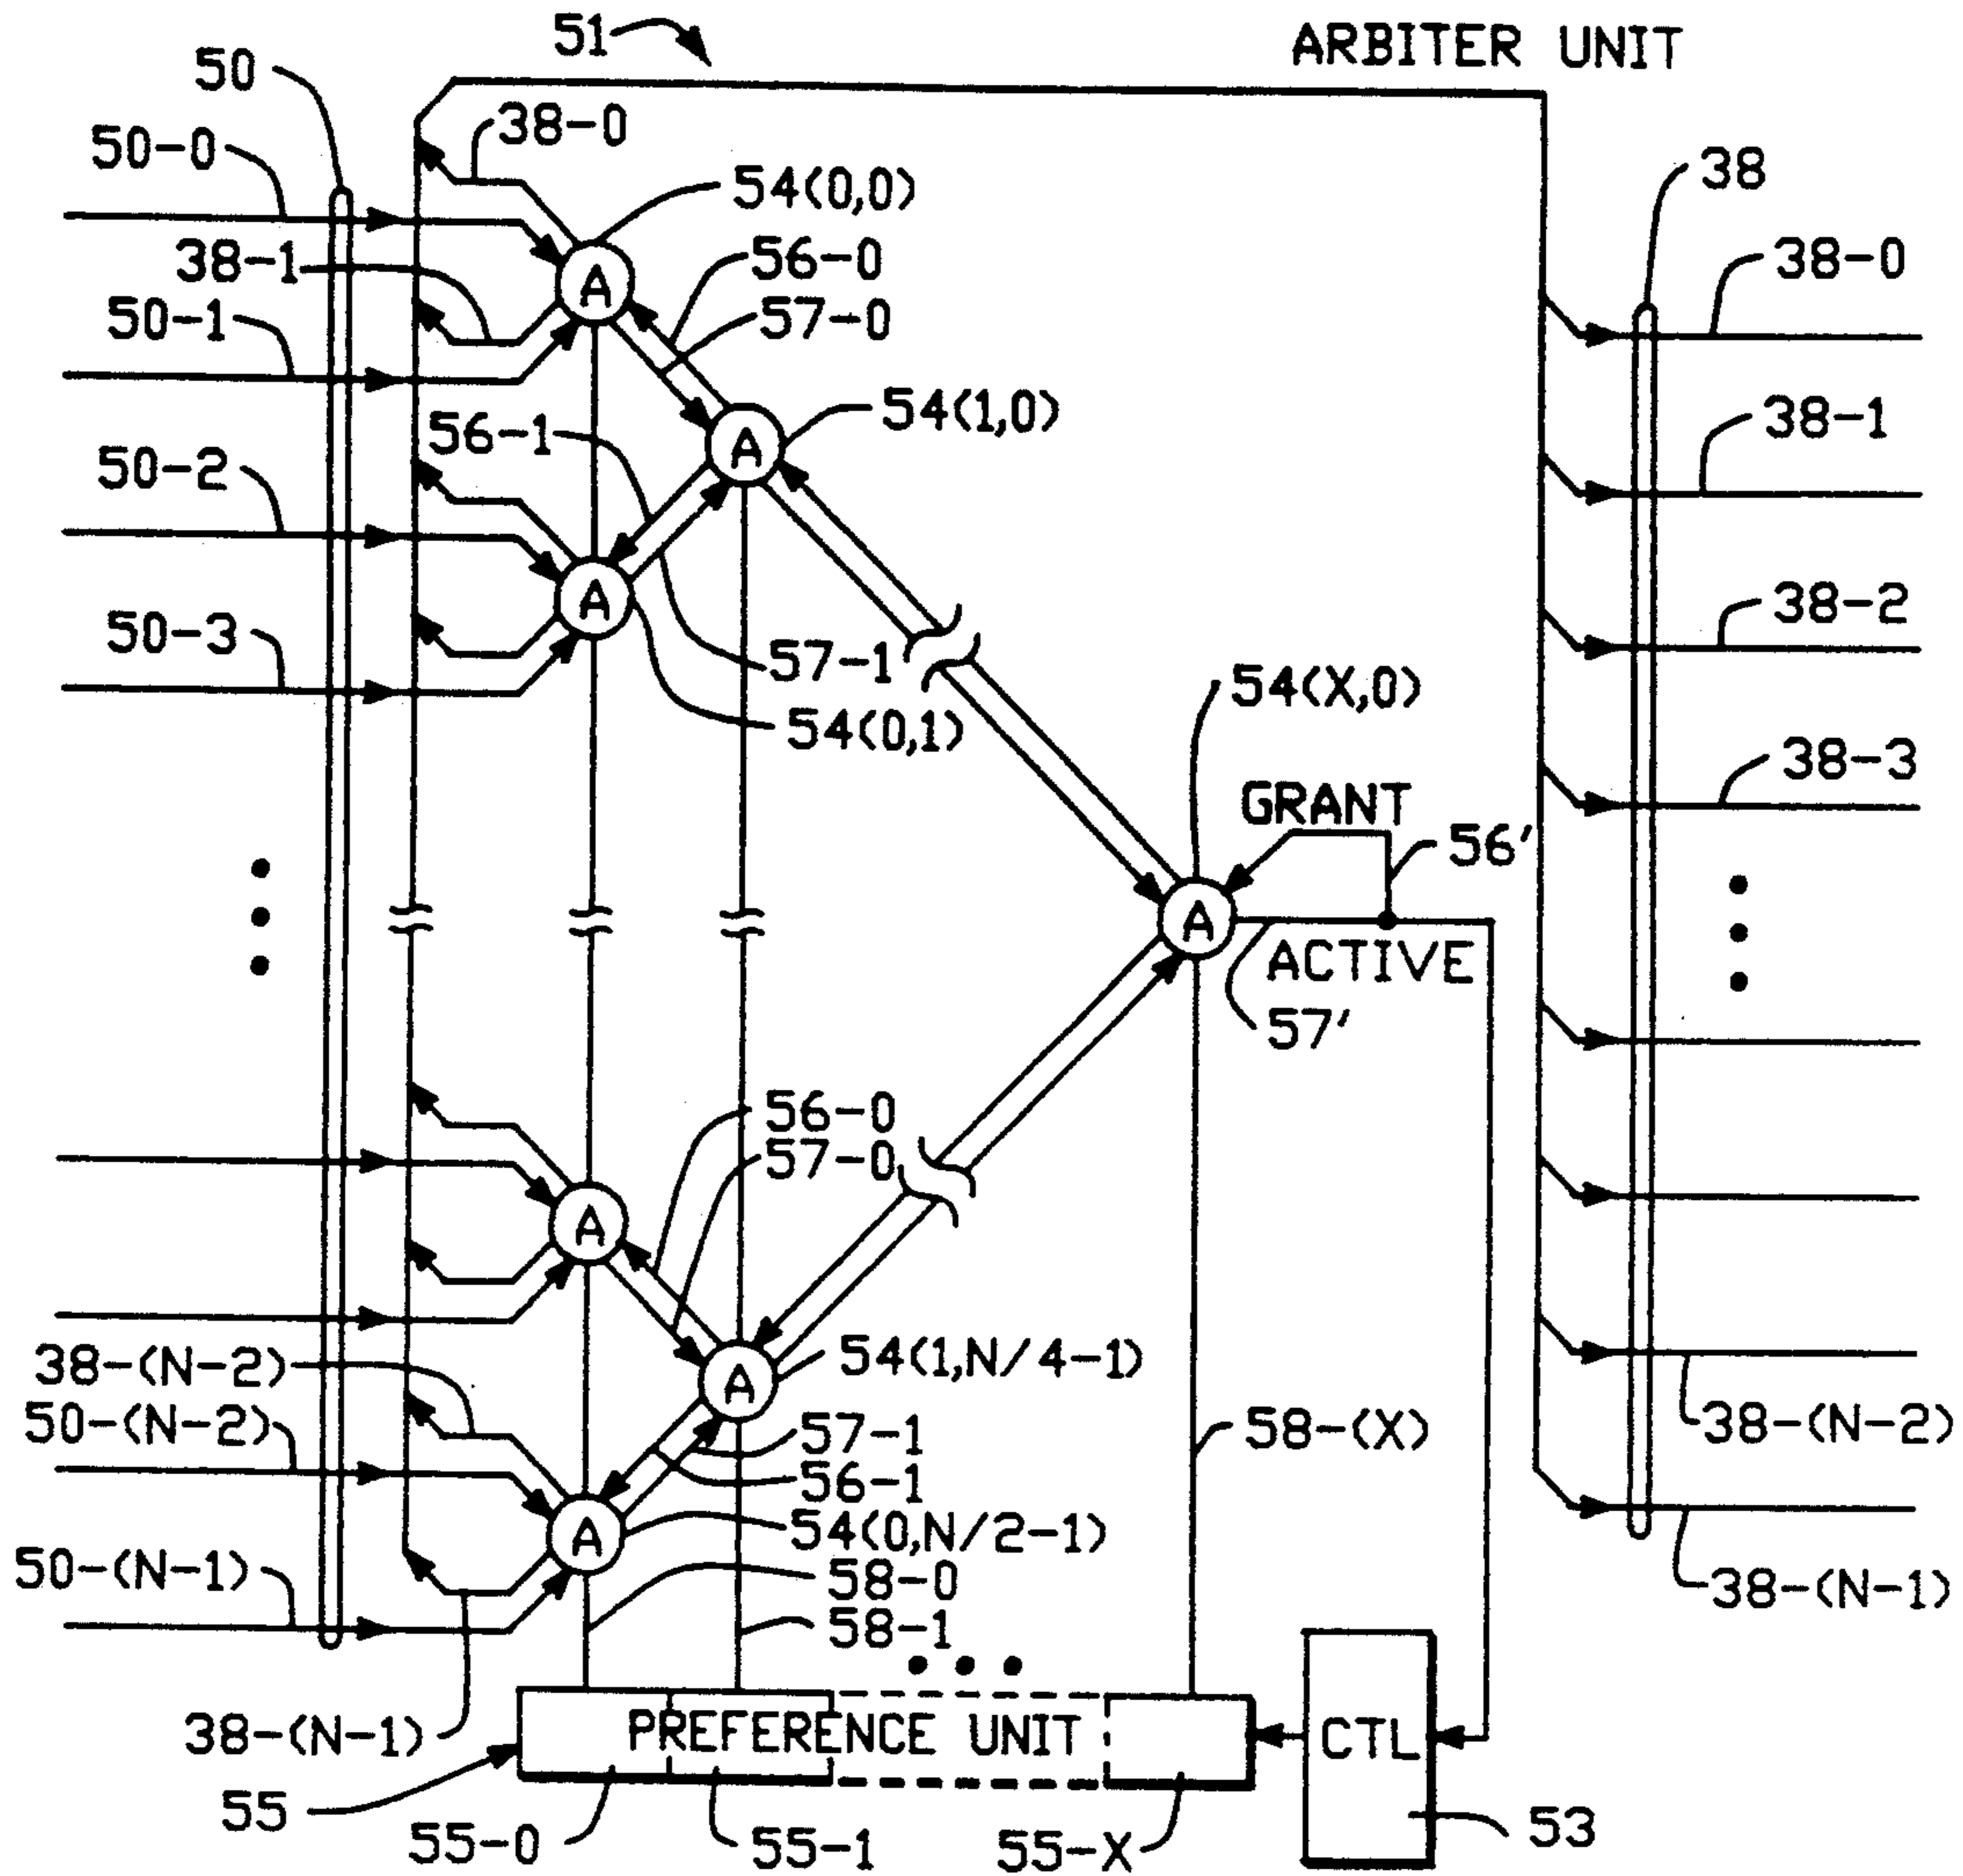 51
ARBITER UNIT
50
38-0
50-0
38
54(0,0)
56-0
38-1
38-0
57-0
50-1
54(1,0)
38-1
56-1
50-2
38-2
50-3
57-1
54(X,0)
54(0,1)
38-3
GRANT
56'
ACTIVE
57'
56-0
57-0
38-(N-2)
54(1,N/4-1)
50-(N-2)
57-1
58-(X)
38-(N-2)
56-1
54(0,N/2-1)
50-(N-1)
58-0
38-(N-1)
58-1
38-(N-1)
PREFERENCE UNIT
CTL
55
55-0
55-1
55-X
53
A
A
A
A
A
A
A